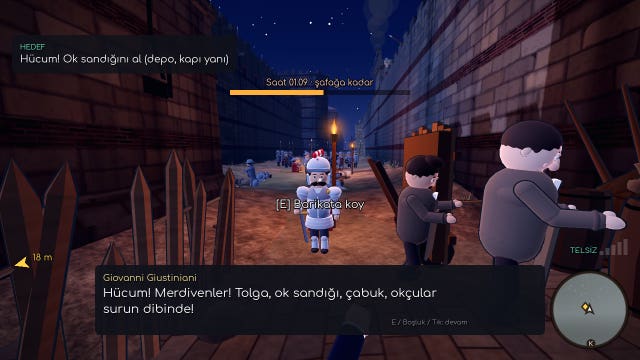 HEDEF
Hücum! Ok sandığını al (depo, kapı yanı)
Saat 01.09 · şafağa kadar
[E] Barikata koy
18 m
TELSİZ
Giovanni Giustiniani
Hücum! Merdivenler! Tolga, ok sandığı, çabuk, okçular
surun dibinde!
E / Boşluk / Tık: devam
K